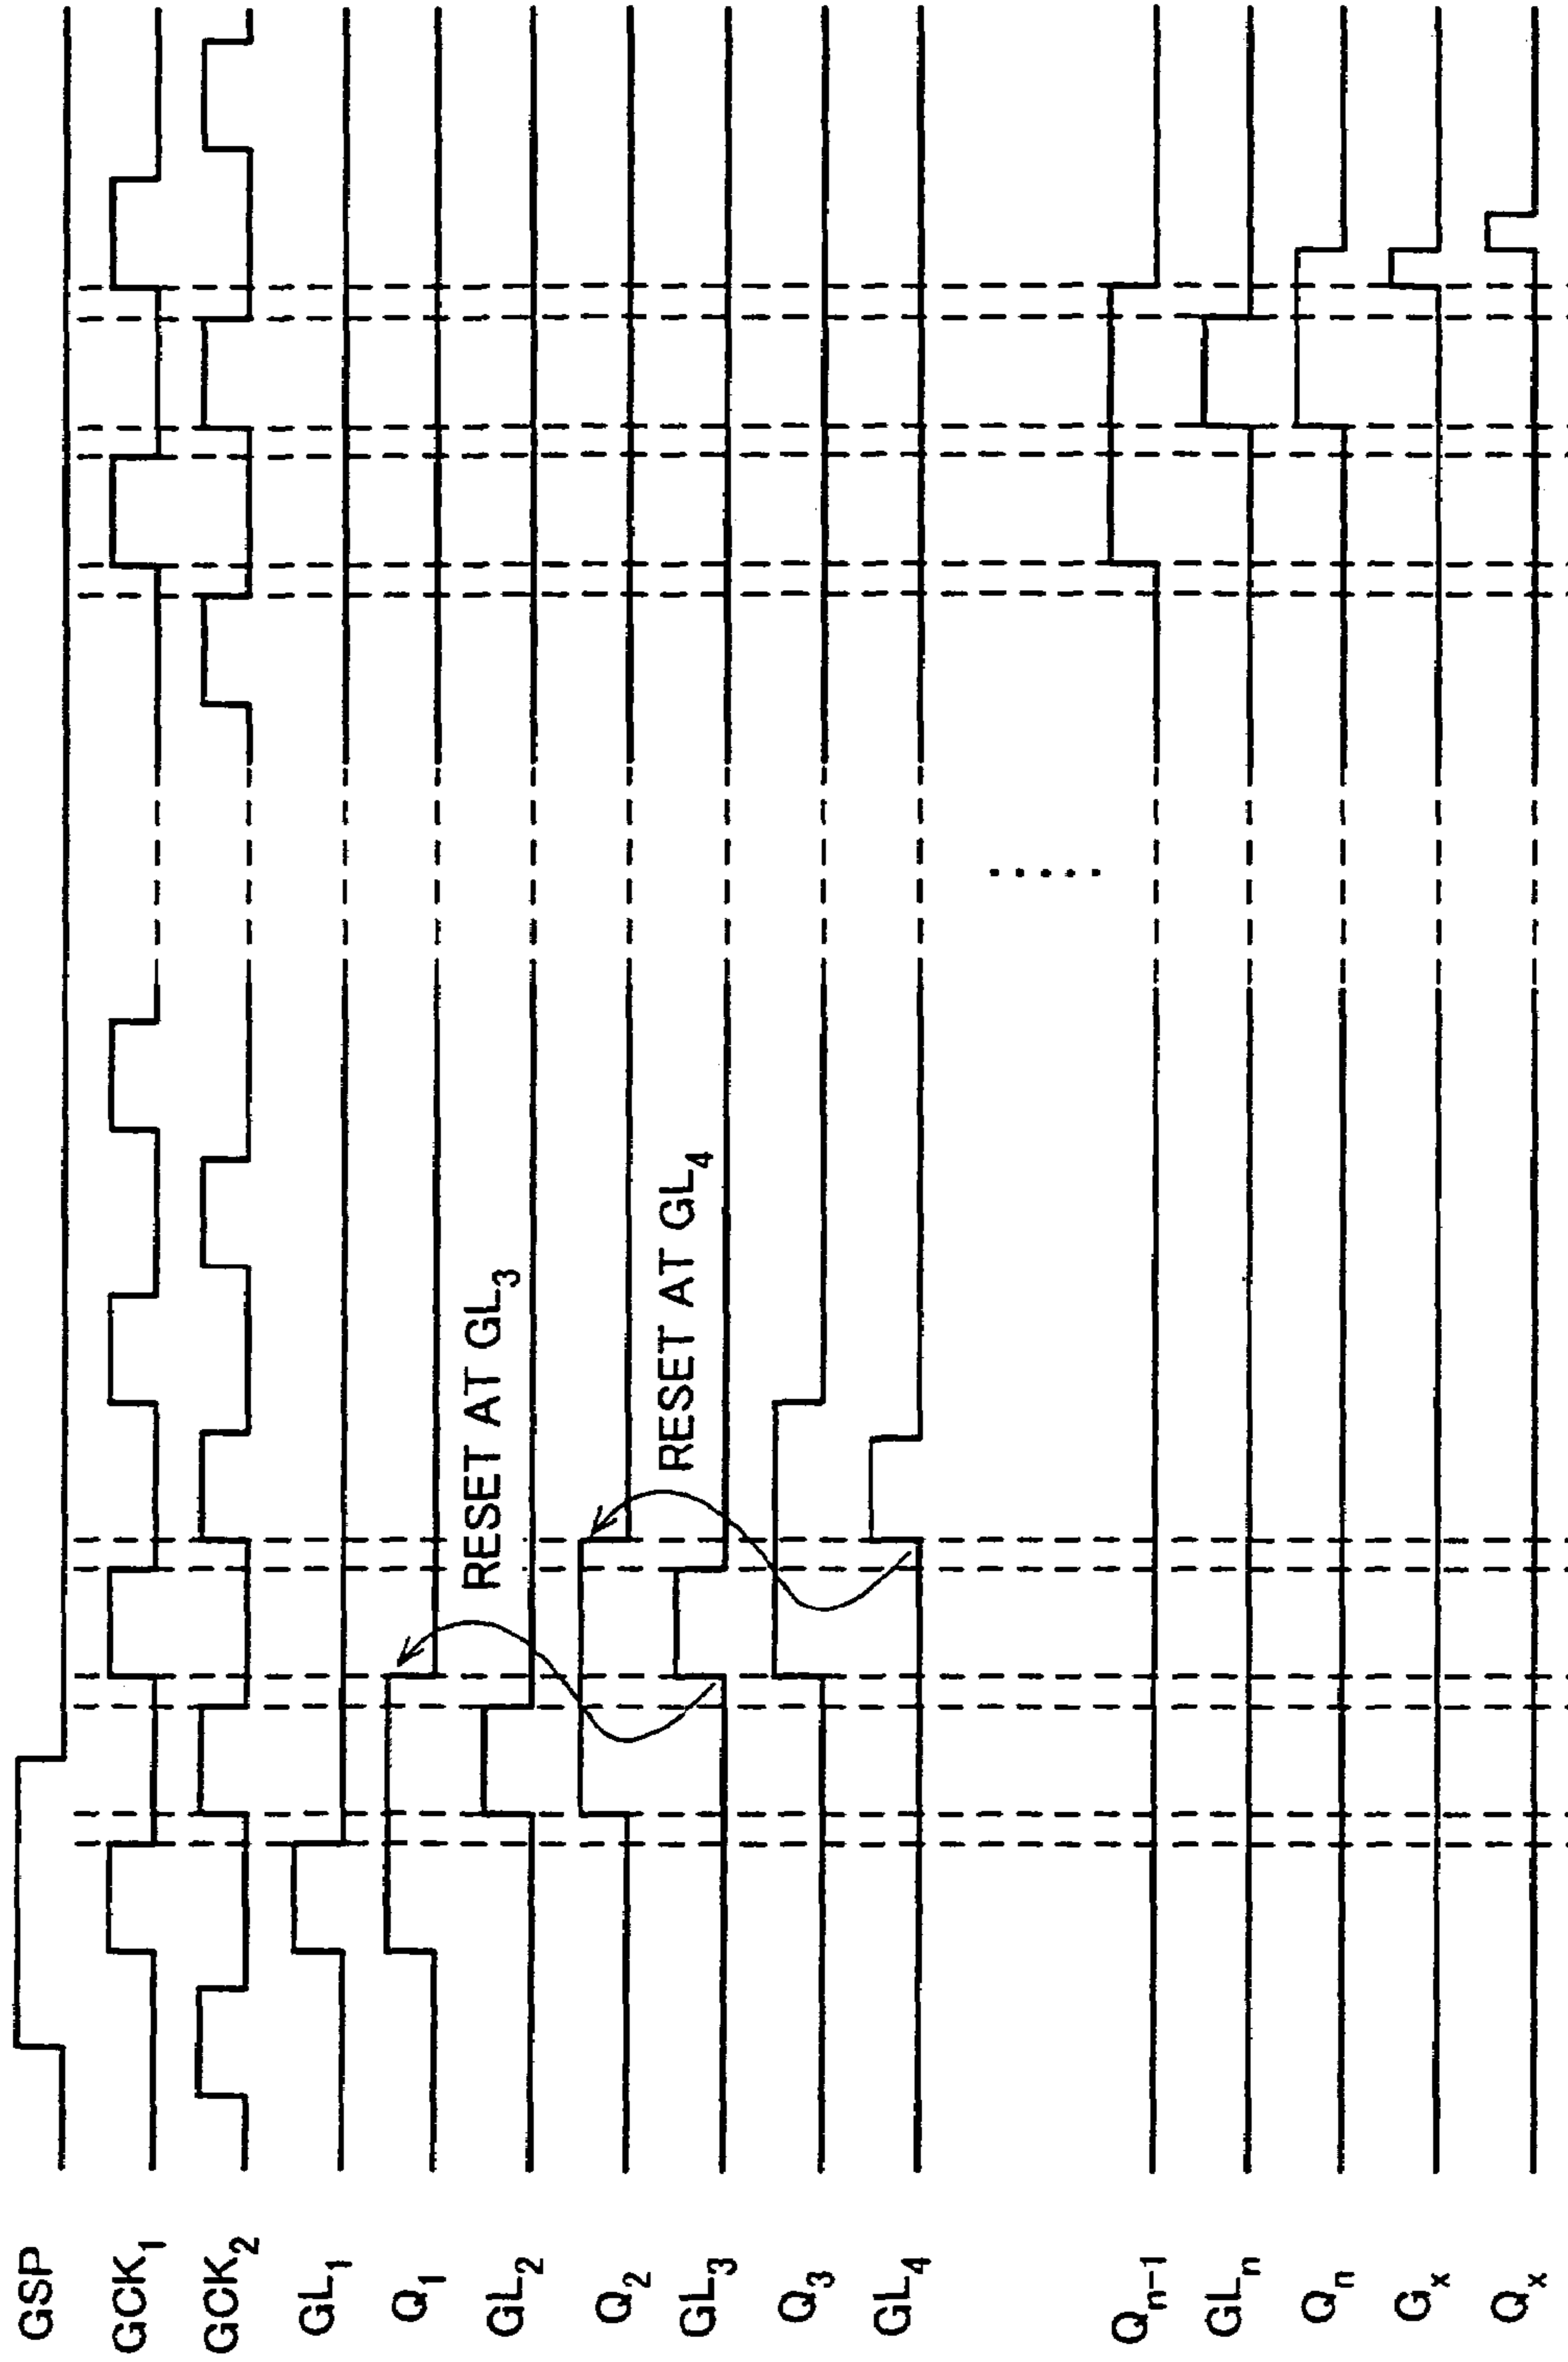 GSP
GCK₁
GCK₂
GL₁
Q₁
GL₂
Q₂
GL₃
Q₃
GL₄
Qₙ₋₁
GLₙ
Qₙ
Gₓ
Qₓ
RESET AT GL₃
RESET AT GL₄